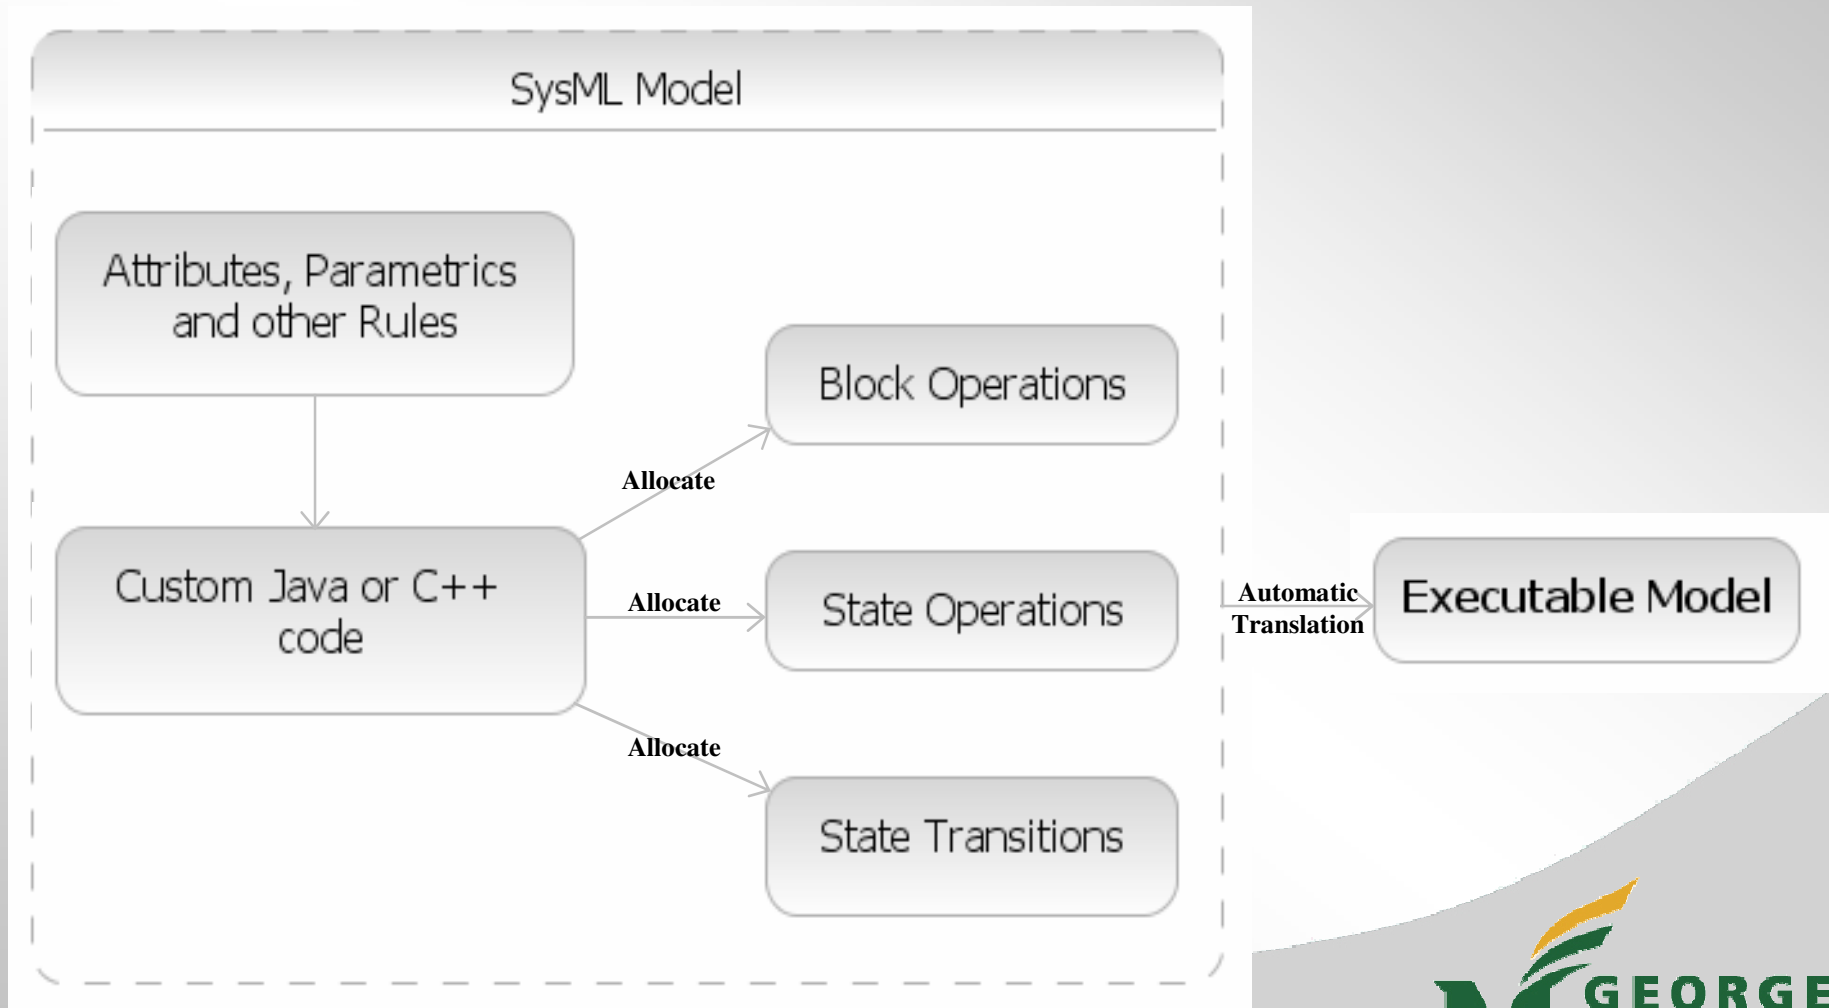 SysML Model
Attributes, Parametrics
and other Rules
Block Operations
Allocate
Custom Java or C++
code
Allocate
State Operations
Automatic
Translation
Executable Model
Allocate
State Transitions
GEORGE